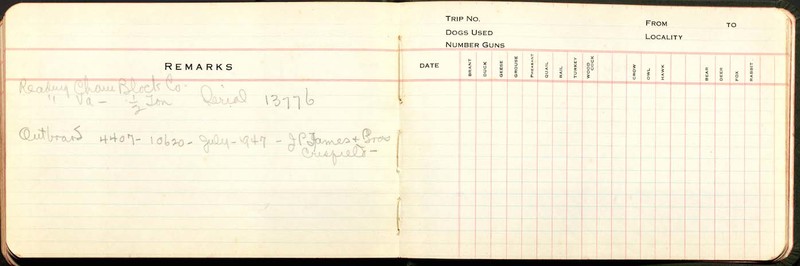 REMARKS
Reading Chain Block Co-
" Va - 1/2 Ton Serial 13776
Outboard 4407- 10620- July- 1947 - J.P. James + Bros
Crisfield -
TRIP NO.
DOGS USED
NUMBER GUNS
FROM TO
LOCALITY
DATE
BRANT
DUCK
GEESE
GROUSE
PHEASANT
QUAIL
RAIL
TURKEY
WOOD COCK
CROW
OWL
HAWK
BEAR
DEER
FOX
RABBIT